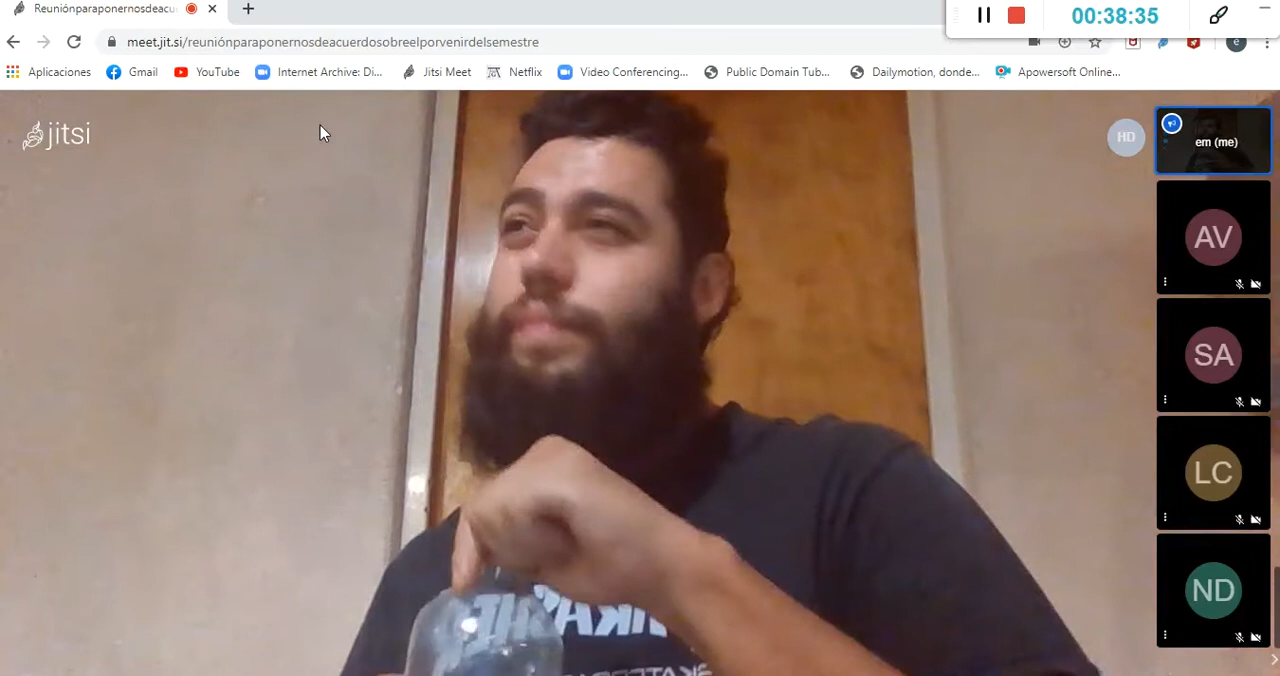 Reuniónparaponernosdeacu
00:38:35
meet.jit.si/reuniónparaponernosdeacuerdosobreelporvenirdelsemestre
e
Aplicaciones Gmail YouTube Internet Archive: Di... Jitsi Meet Netflix Video Conferencing... Public Domain Tub... Dailymotion, donde... Apowersoft Online...
jitsi
HD
em (me)
AV
SA
LC
ND